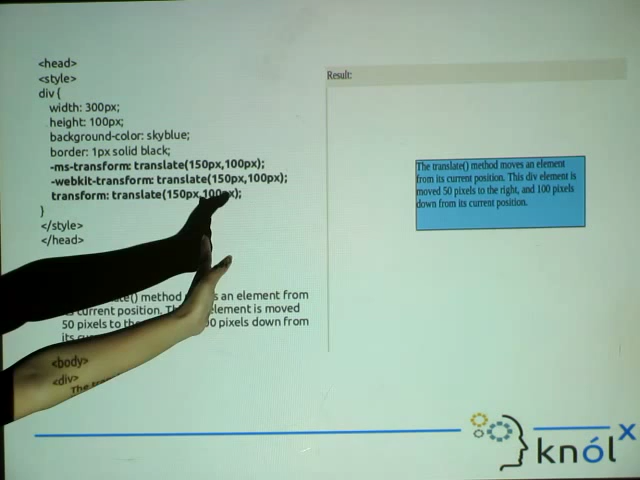 <head>
<style>
div {
width: 300px;
height: 100px;
background-color: skyblue;
border: 1px solid black;
-ms-transform: translate(150px,100px);
-webkit-transform: translate(150px,100px);
transform: translate(150px,100px);
}
</style>
</head>
<body>
<div>
The
method an element from
current position. element is moved
50 pixels to pixels down from
its
Result:
The translate() method moves an element
from its current position. This div element is
moved 50 pixels to the right, and 100 pixels
down from its current position.
knólx